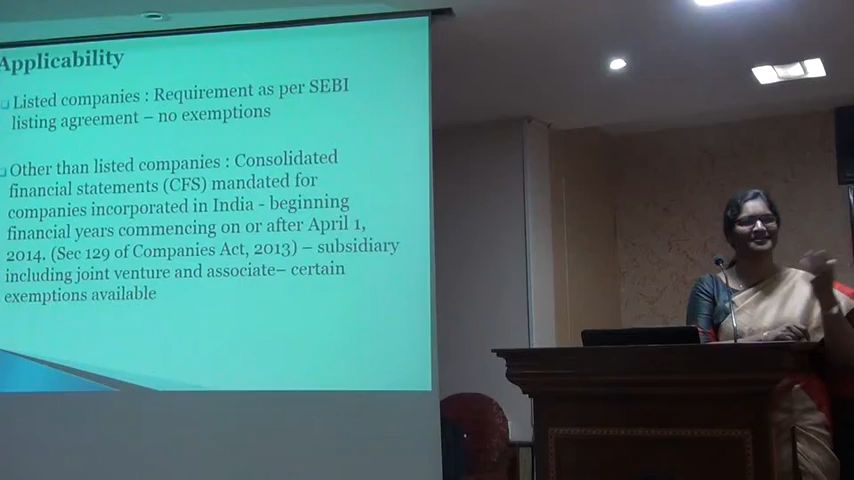 Applicability
Listed companies : Requirement as per SEBI
listing agreement – no exemptions
Other than listed companies : Consolidated
financial statements (CFS) mandated for
companies incorporated in India - beginning
financial years commencing on or after April 1,
2014. (Sec 129 of Companies Act, 2013) – subsidiary
including joint venture and associate– certain
exemptions available